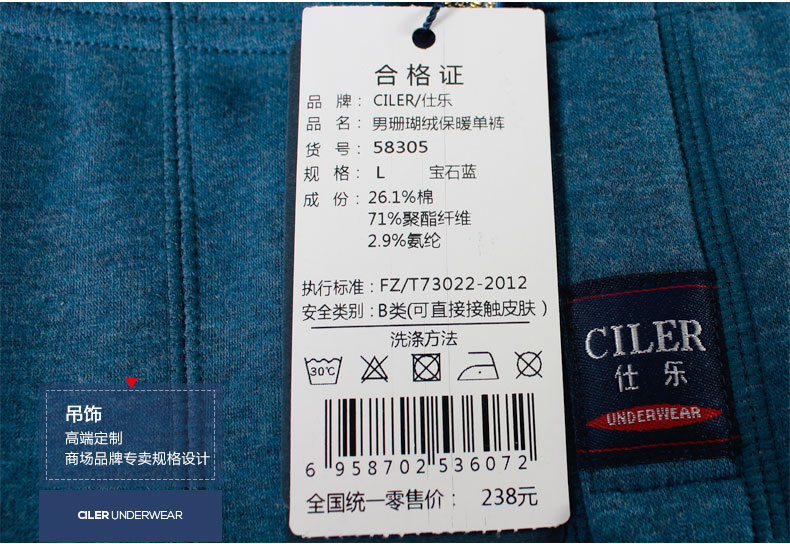 合格证
品 牌: CILER/仕乐
品 名: 男珊瑚绒保暖单裤
货 号: 58305
规 格: L 宝石蓝
成 份: 26.1%棉
71%聚酯纤维
2.9%氨纶
执行标准: FZ/T73022-2012
安全类别: B类(可直接接触皮肤)
洗涤方法
30℃
6 958702 536072
全国统一零售价: 238元
CILER
仕乐
UNDERWEAR
吊饰
高端定制
商场品牌专卖规格设计
CILER UNDERWEAR